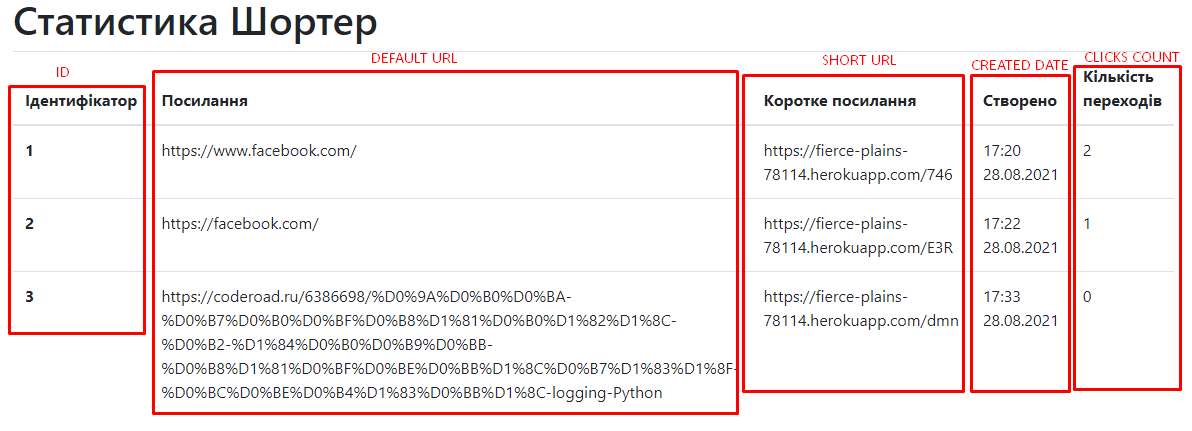 Статистика Шортер
ID
DEFAULT URL
SHORT URL
CREATED DATE
CLICKS COUNT
Ідентифікатор
Посилання
Коротке посилання
Створено
Кількість
переходів
1
https://www.facebook.com/
https://fierce-plains-
78114.herokuapp.com/746
17:20
28.08.2021
2
2
https://facebook.com/
https://fierce-plains-
78114.herokuapp.com/E3R
17:22
28.08.2021
1
3
https://coderoad.ru/6386698/%D0%9A%D0%B0%D0%BA-
%D0%B7%D0%B0%D0%BF%D0%B8%D1%81%D0%B0%D1%82%D1%8C-
%D0%B2-%D1%84%D0%B0%D0%B9%D0%BB-
%D0%B8%D1%81%D0%BF%D0%BE%D0%BB%D1%8C%D0%B7%D1%83%D1%8F-
%D0%BC%D0%BE%D0%B4%D1%83%D0%BB%D1%8C-logging-Python
https://fierce-plains-
78114.herokuapp.com/dmn
17:33
28.08.2021
0